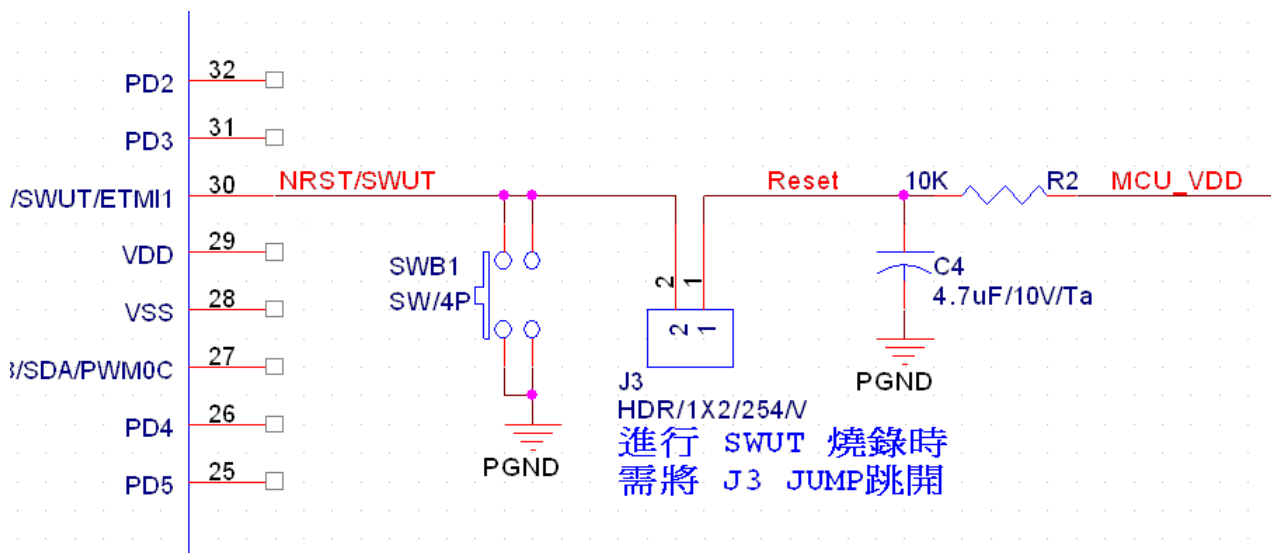 PD2 32
PD3 31
/SWUT/ETMI1 30 NRST/SWUT Reset 10K R2 MCU_VDD
VDD 29
VSS 28
3/SDA/PWM0C 27
PD4 26
PD5 25
SWB1
SW/4P
PGND
2 1
2 1
J3
HDR/1X2/254/V
進行 SWUT 燒錄時
需將 J3 JUMP跳開
C4
4.7uF/10V/Ta
PGND